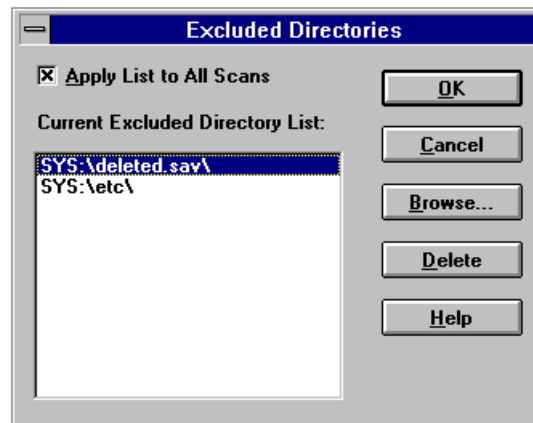 Excluded Directories
Apply List to All Scans
Current Excluded Directory List:
SYS:\deleted.sav\
SYS:\etc\
OK
Cancel
Browse...
Delete
Help